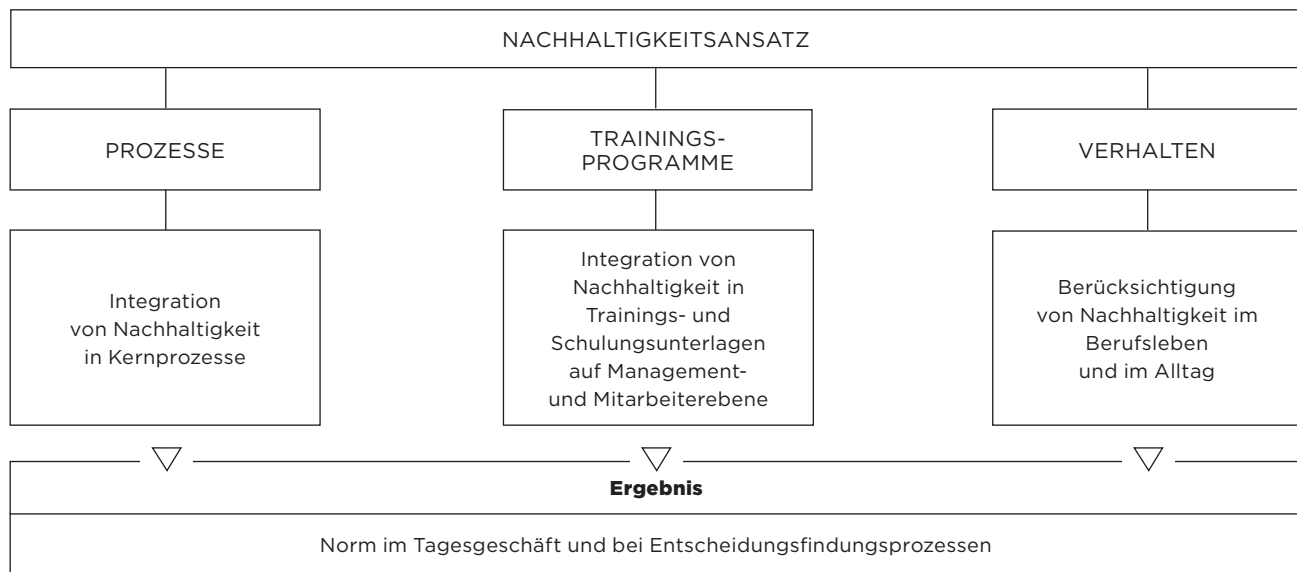 NACHHALTIGKEITSANSATZ
PROZESSE
TRAININGS-
PROGRAMME
VERHALTEN
Integration
von Nachhaltigkeit
in Kernprozesse
Integration von
Nachhaltigkeit in
Trainings- und
Schulungsunterlagen
auf Management-
und Mitarbeiterebene
Berücksichtigung
von Nachhaltigkeit im
Berufsleben
und im Alltag
Ergebnis
Norm im Tagesgeschäft und bei Entscheidungsfindungsprozessen